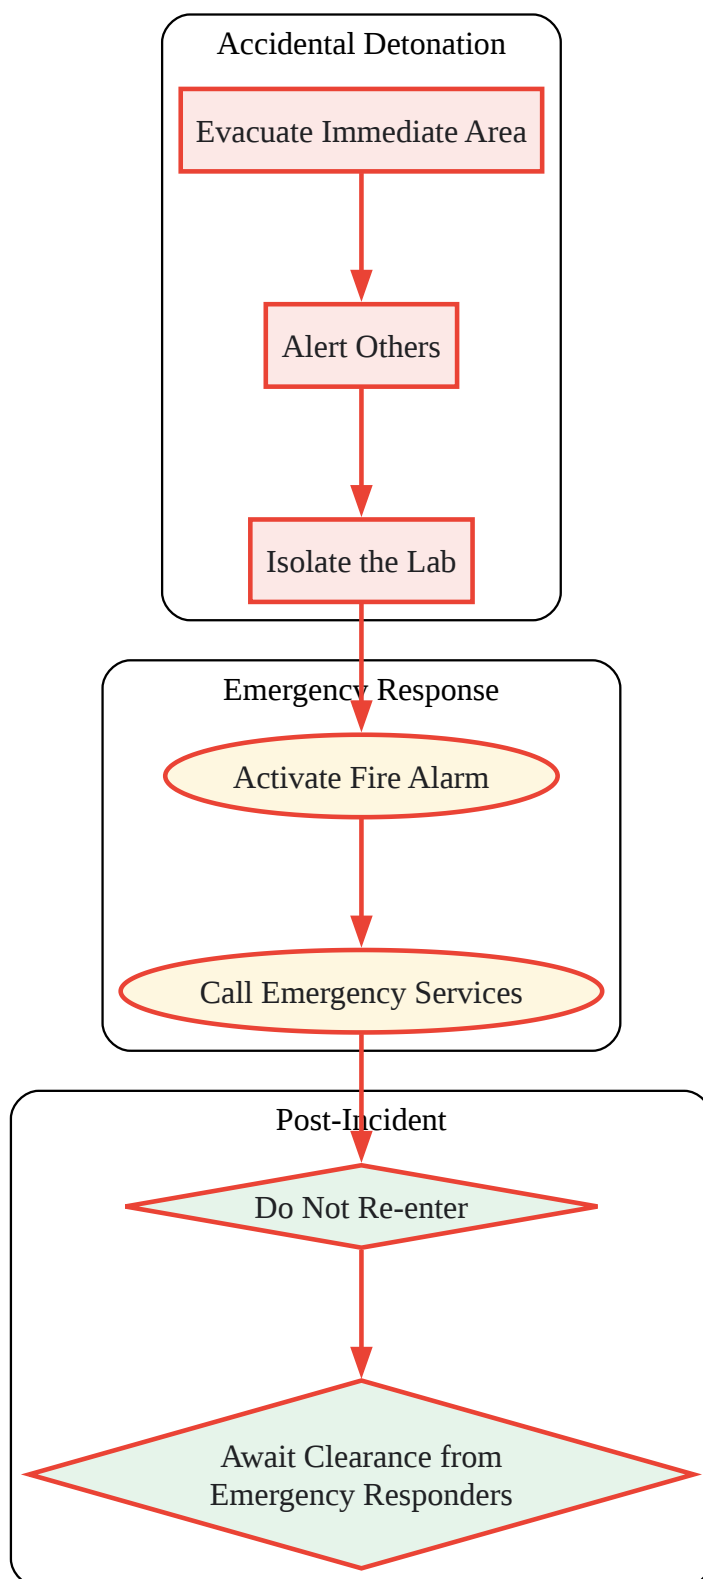 Accidental Detonation
Evacuate Immediate Area
Alert Others
Isolate the Lab
Emergency Response
Activate Fire Alarm
Call Emergency Services
Post-Incident
Do Not Re-enter
Await Clearance from
Emergency Responders